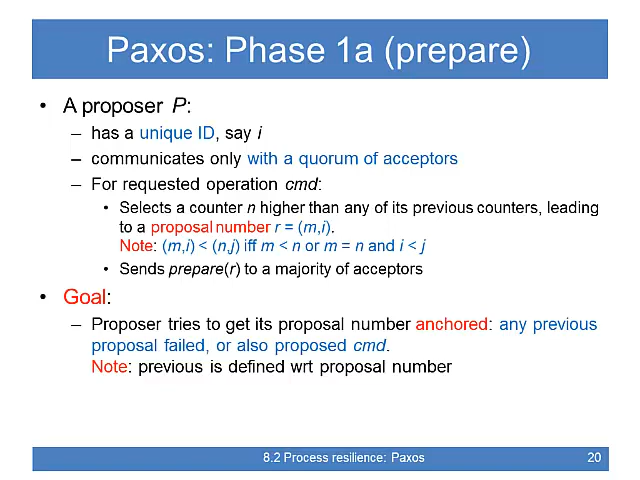 Paxos: Phase 1a (prepare)
• A proposer P:
– has a unique ID, say i
– communicates only with a quorum of acceptors
– For requested operation cmd:
• Selects a counter n higher than any of its previous counters, leading
to a proposal number r = (m,i).
Note: (m,i) < (n,j) iff m < n or m = n and i < j
• Sends prepare(r) to a majority of acceptors
• Goal:
– Proposer tries to get its proposal number anchored: any previous
proposal failed, or also proposed cmd.
Note: previous is defined wrt proposal number
8.2 Process resilience: Paxos 20